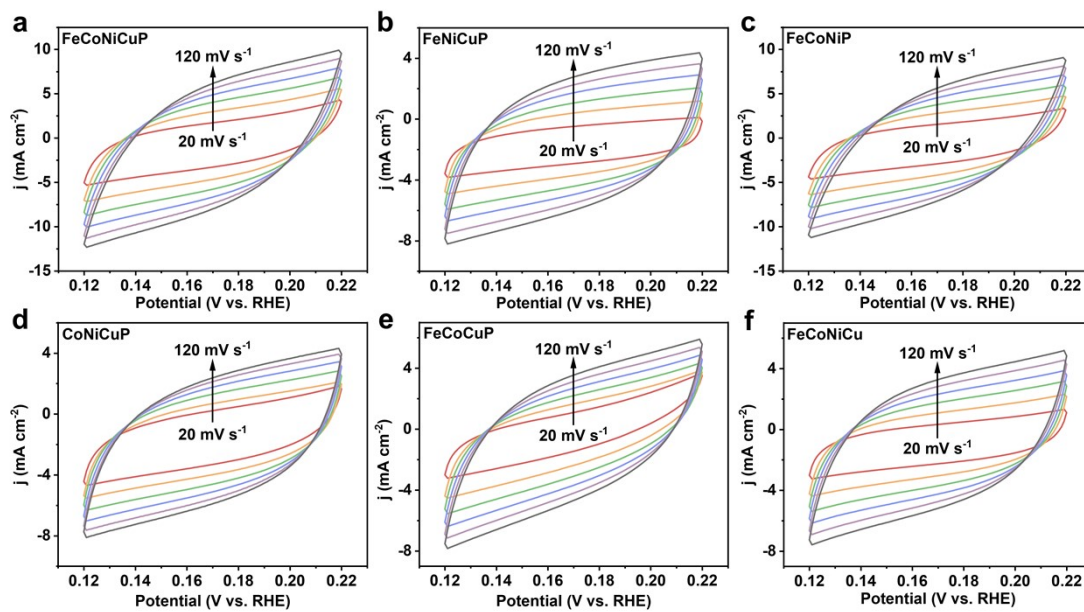 a
FeCoNiCuP
120 mV s⁻¹
20 mV s⁻¹
j (mA cm⁻²)
10
5
0
-5
-10
-15
0.12 0.14 0.16 0.18 0.20 0.22
Potential (V vs. RHE)
b
FeNiCuP
120 mV s⁻¹
20 mV s⁻¹
j (mA cm⁻²)
4
0
-4
-8
0.12 0.14 0.16 0.18 0.20 0.22
Potential (V vs. RHE)
c
FeCoNiP
120 mV s⁻¹
20 mV s⁻¹
j (mA cm⁻²)
10
5
0
-5
-10
-15
0.12 0.14 0.16 0.18 0.20 0.22
Potential (V vs. RHE)
d
CoNiCuP
120 mV s⁻¹
20 mV s⁻¹
j (mA cm⁻²)
4
0
-4
-8
0.12 0.14 0.16 0.18 0.20 0.22
Potential (V vs. RHE)
e
FeCoCuP
120 mV s⁻¹
20 mV s⁻¹
j (mA cm⁻²)
4
0
-4
-8
0.12 0.14 0.16 0.18 0.20 0.22
Potential (V vs. RHE)
f
FeCoNiCu
120 mV s⁻¹
20 mV s⁻¹
j (mA cm⁻²)
4
0
-4
-8
0.12 0.14 0.16 0.18 0.20 0.22
Potential (V vs. RHE)